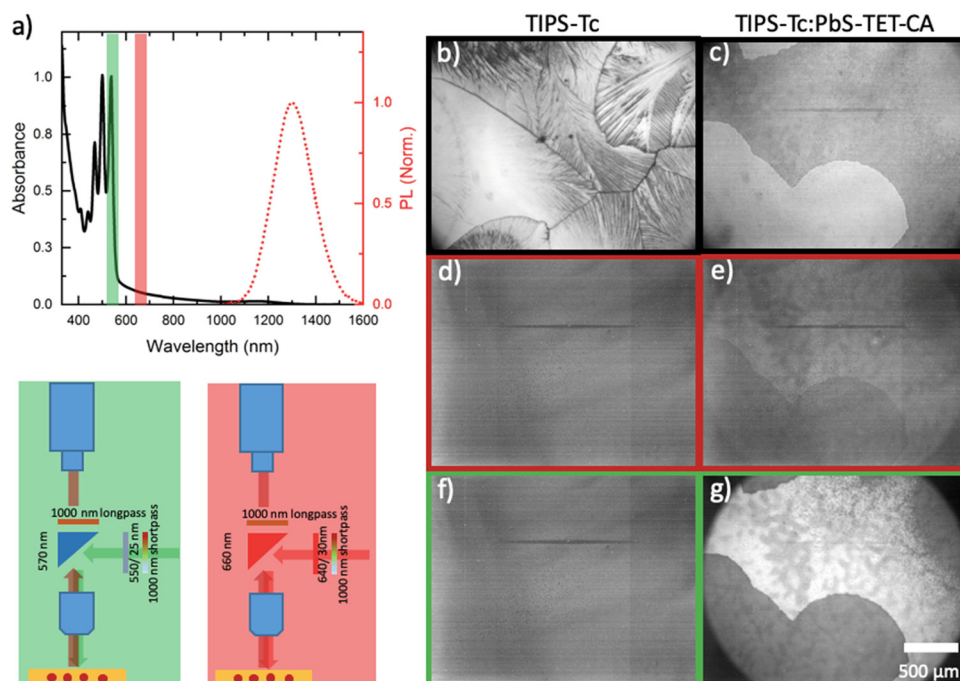 a)
TIPS-Tc
TIPS-Tc:PbS-TET-CA
b)
c)
d)
e)
f)
g)
500 µm
Absorbance
1.0
0.8
0.5
0.3
0.0
PL (Norm.)
1.0
0.5
0.0
400 600 800 1000 1200 1400 1600
Wavelength (nm)
1000 nm longpass
570 nm
550/ 25 nm
1000 nm shortpass
1000 nm longpass
660 nm
640/ 30nm
1000 nm shortpass